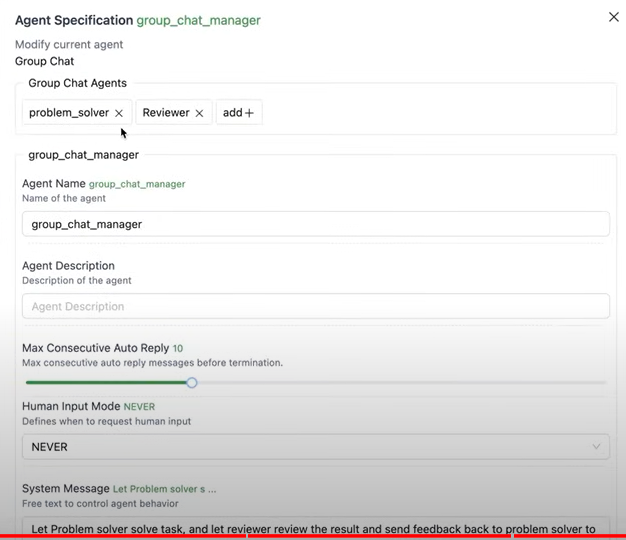 Agent Specification group_chat_manager
Modify current agent
Group Chat
Group Chat Agents
problem_solver
Reviewer
add
group_chat_manager
Agent Name group_chat_manager
Name of the agent
group_chat_manager
Agent Description
Description of the agent
Agent Description
Max Consecutive Auto Reply 10
Max consecutive auto reply messages before termination.
Human Input Mode NEVER
Defines when to request human input
NEVER
System Message Let Problem solver s ...
Free text to control agent behavior
Let Problem solver solve task, and let reviewer review the result and send feedback back to problem solver to